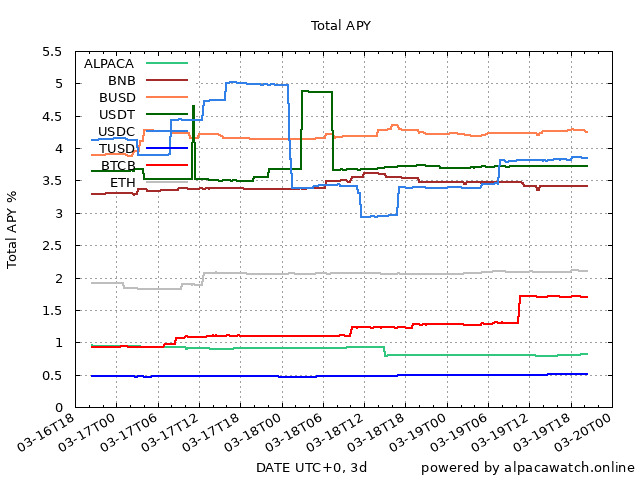 Total APY
Total APY %
5.5
5
4.5
4
3.5
3
2.5
2
1.5
1
0.5
0
ALPACA
BNB
BUSD
USDT
USDC
TUSD
BTCB
ETH
03-16T18
03-17T00
03-17T06
03-17T12
03-17T18
03-18T00
03-18T06
03-18T12
03-18T18
03-19T00
03-19T06
03-19T12
03-19T18
03-20T00
DATE UTC+0, 3d
powered by alpacawatch.online